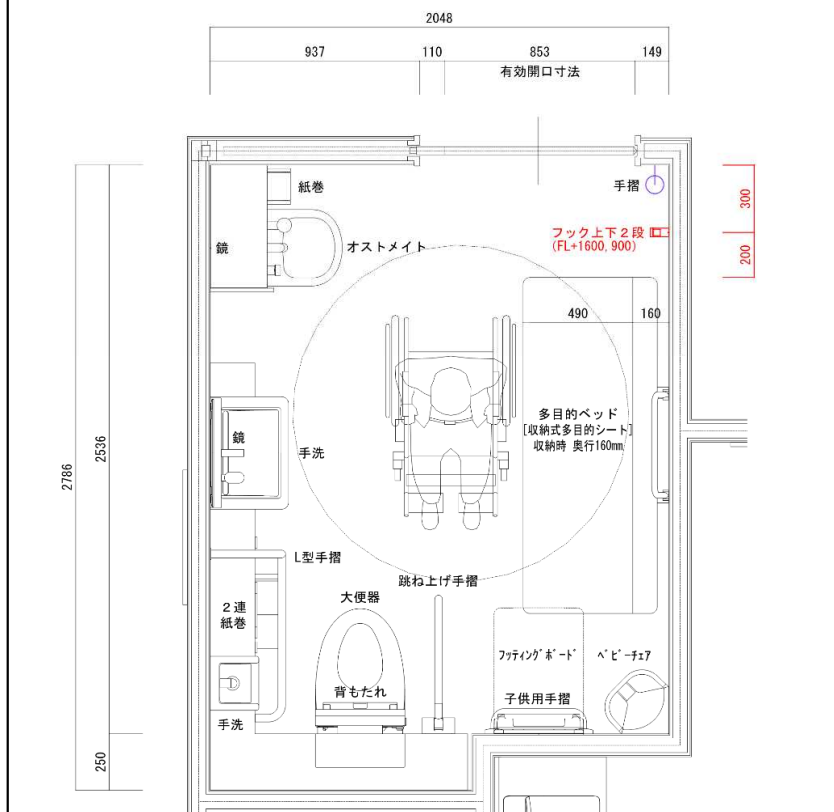 2048
937
110
853
149
有効開口寸法
紙巻
手摺
300
フック上下２段
(FL+1600, 900)
鏡
オストメイト
200
490
160
多目的ベッド
[収納式多目的シート]
収納時 奥行160mm
鏡
手洗
2536
2786
L型手摺
跳ね上げ手摺
大便器
２連
紙巻
ﾌｯﾃｨﾝｸﾞﾎﾞｰﾄﾞ
ﾍﾞﾋﾞｰﾁｪｱ
背もたれ
子供用手摺
手洗
250